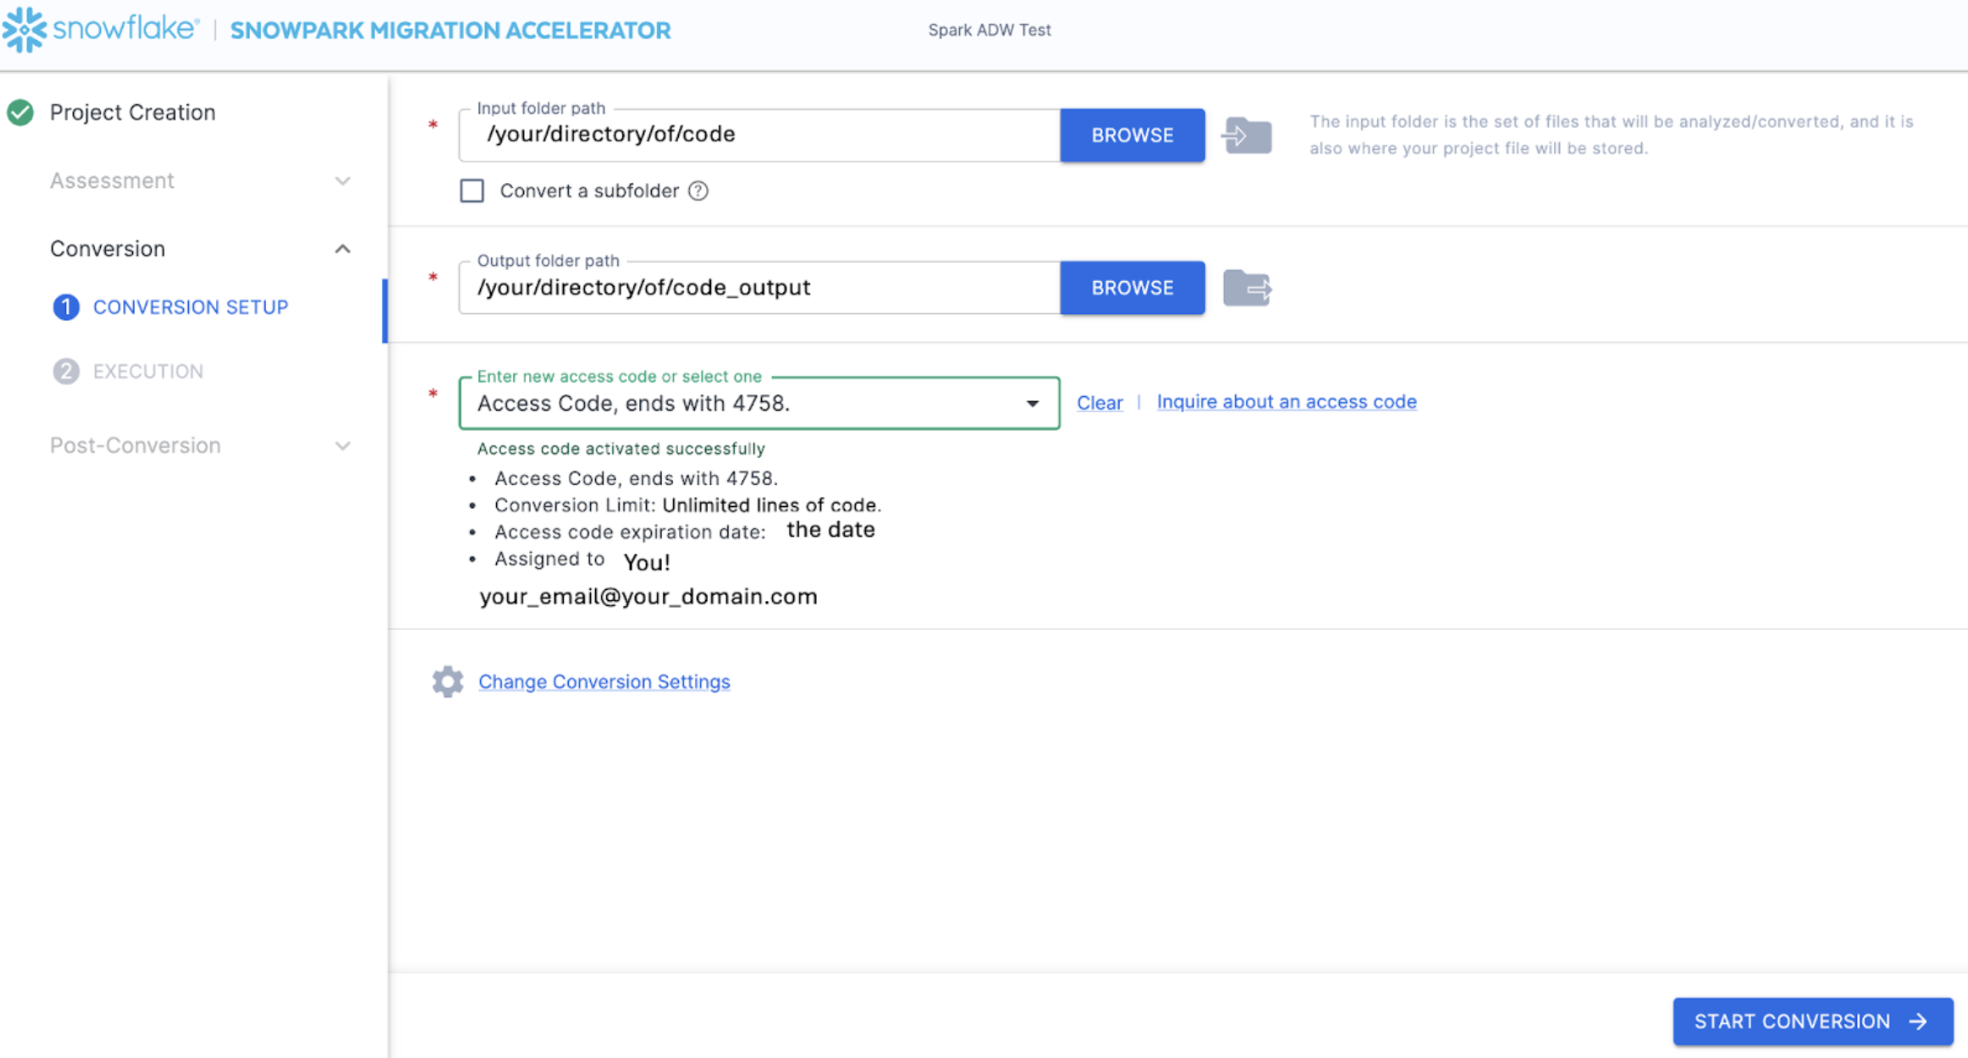 snowflake® | SNOWPARK MIGRATION ACCELERATOR
Spark ADW Test
Project Creation
Assessment
Conversion
1 CONVERSION SETUP
2 EXECUTION
Post-Conversion
* Input folder path
/your/directory/of/code
BROWSE
The input folder is the set of files that will be analyzed/converted, and it is
also where your project file will be stored.
Convert a subfolder ?
* Output folder path
/your/directory/of/code_output
BROWSE
* Enter new access code or select one
Access Code, ends with 4758.
Clear | Inquire about an access code
Access code activated successfully
• Access Code, ends with 4758.
• Conversion Limit: Unlimited lines of code.
• Access code expiration date: the date
• Assigned to You!
your_email@your_domain.com
Change Conversion Settings
START CONVERSION →